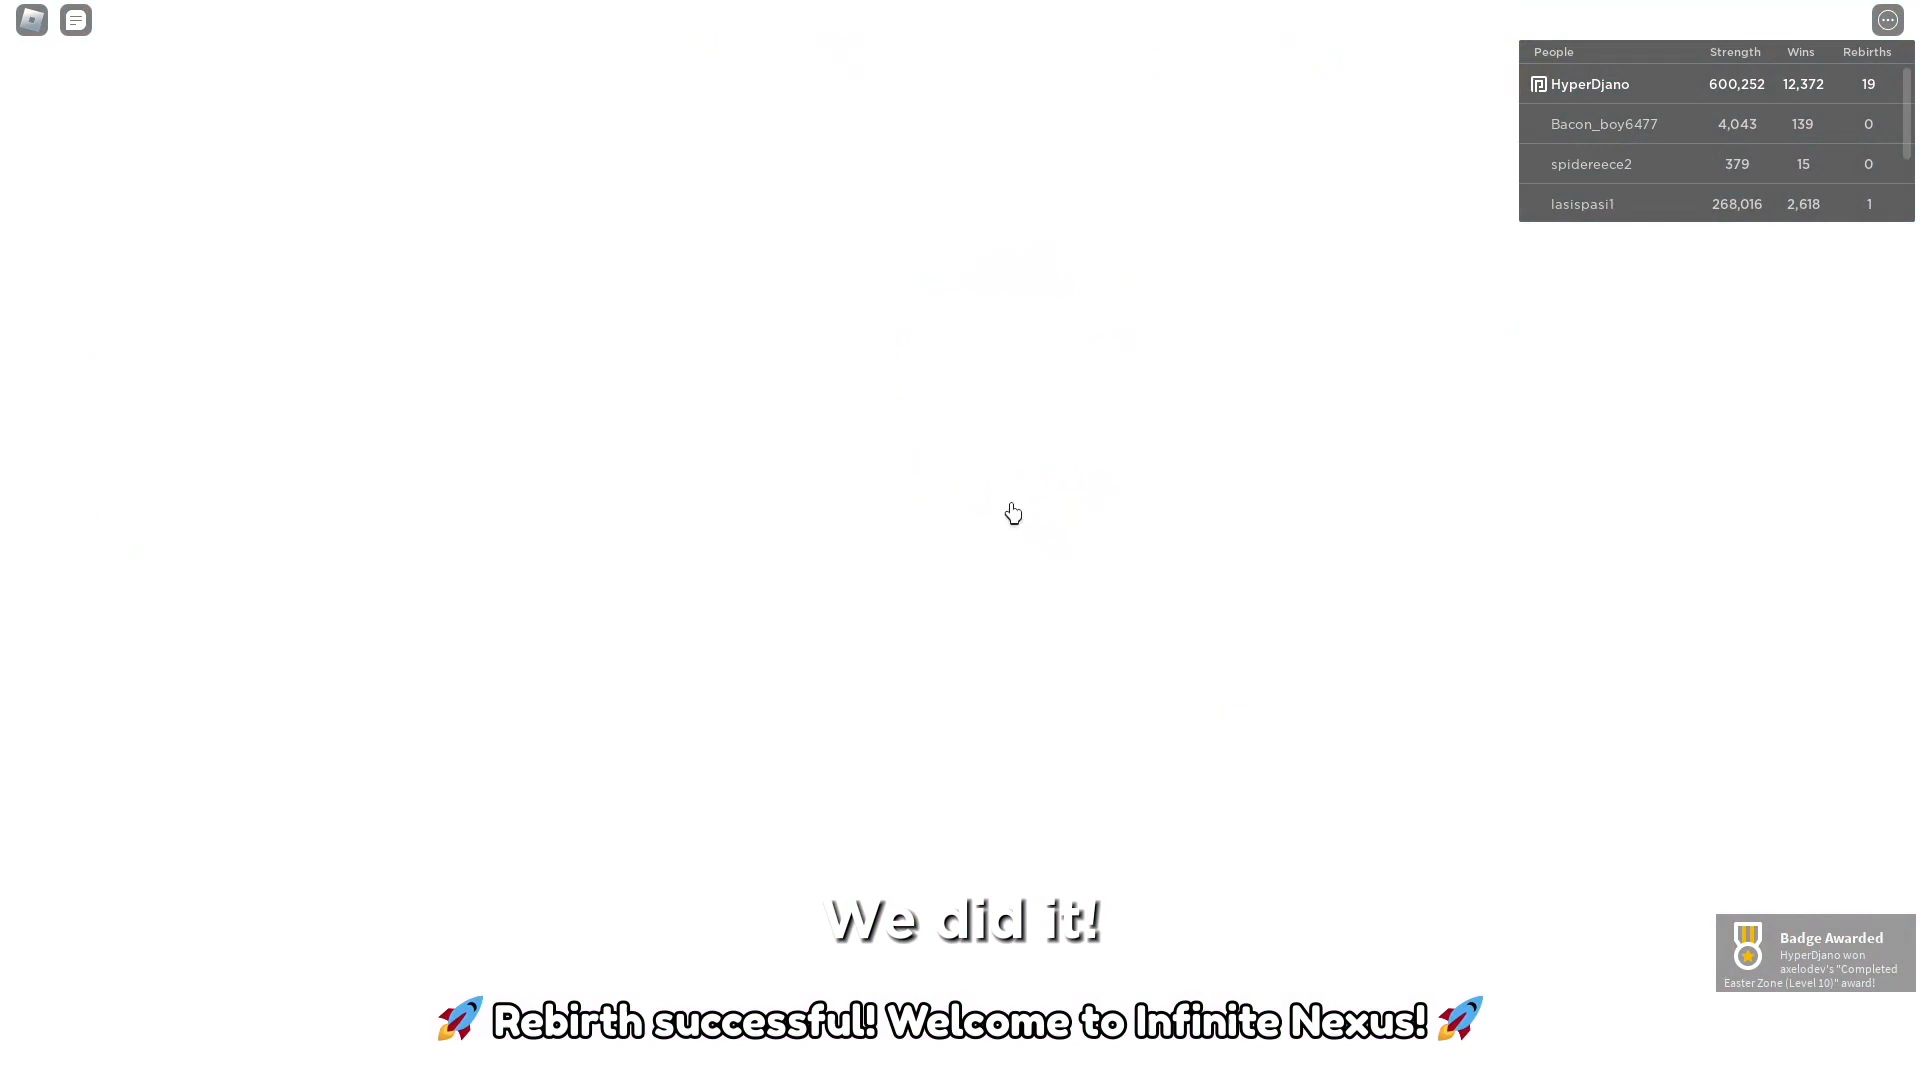 People Strength Wins Rebirths
HyperDjano 600,252 12,372 19
Bacon_boy6477 4,043 139 0
spidereece2 379 15 0
lasispasi1 268,016 2,618 1
We did it!
Badge Awarded
HyperDjano won
axelodev's "Completed
Easter Zone (Level 10)" award!
🚀 Rebirth successful! Welcome to Infinite Nexus! 🚀